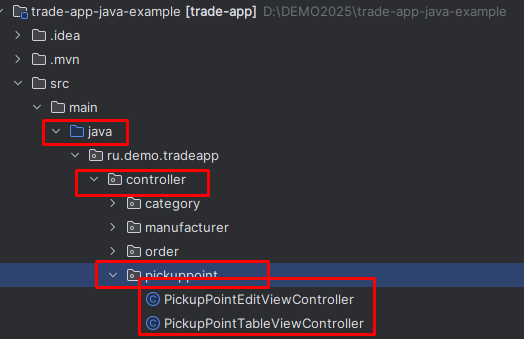 trade-app-java-example [trade-app] D:\DEMO2025\trade-app-java-example
.idea
.mvn
src
main
java
ru.demo.tradeapp
controller
category
manufacturer
order
pickuppoint
PickupPointEditViewController
PickupPointTableViewController